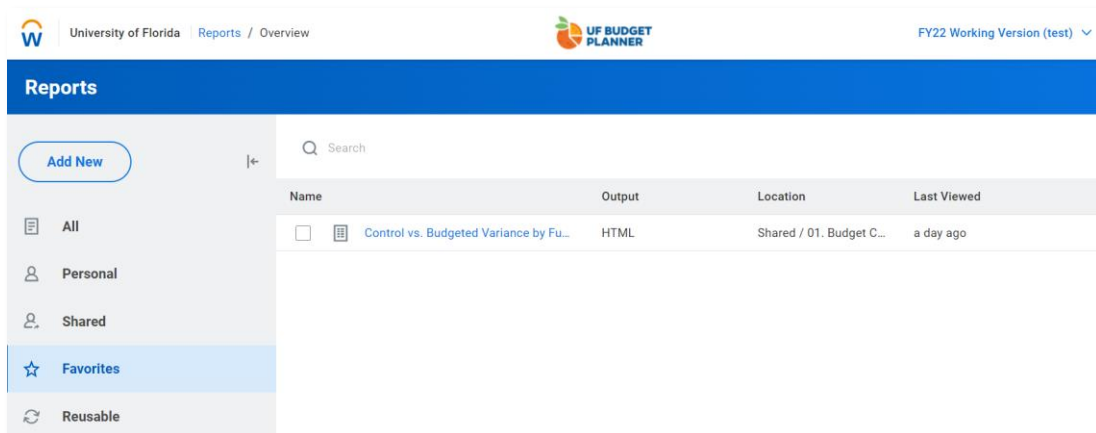 University of Florida Reports / Overview
UF BUDGET
PLANNER
FY22 Working Version (test)
Reports
Add New
Search
Name Output Location Last Viewed
Control vs. Budgeted Variance by Fu... HTML Shared / 01. Budget C... a day ago
All
Personal
Shared
Favorites
Reusable